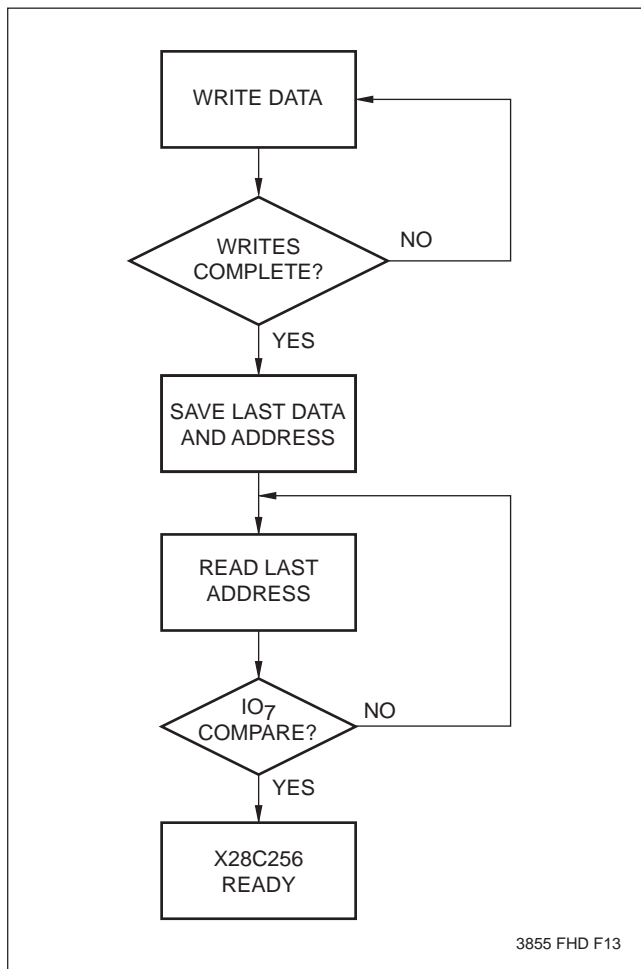 WRITE DATA
WRITES
COMPLETE?
NO
YES
SAVE LAST DATA
AND ADDRESS
READ LAST
ADDRESS
IO7
COMPARE?
NO
YES
X28C256
READY
3855 FHD F13